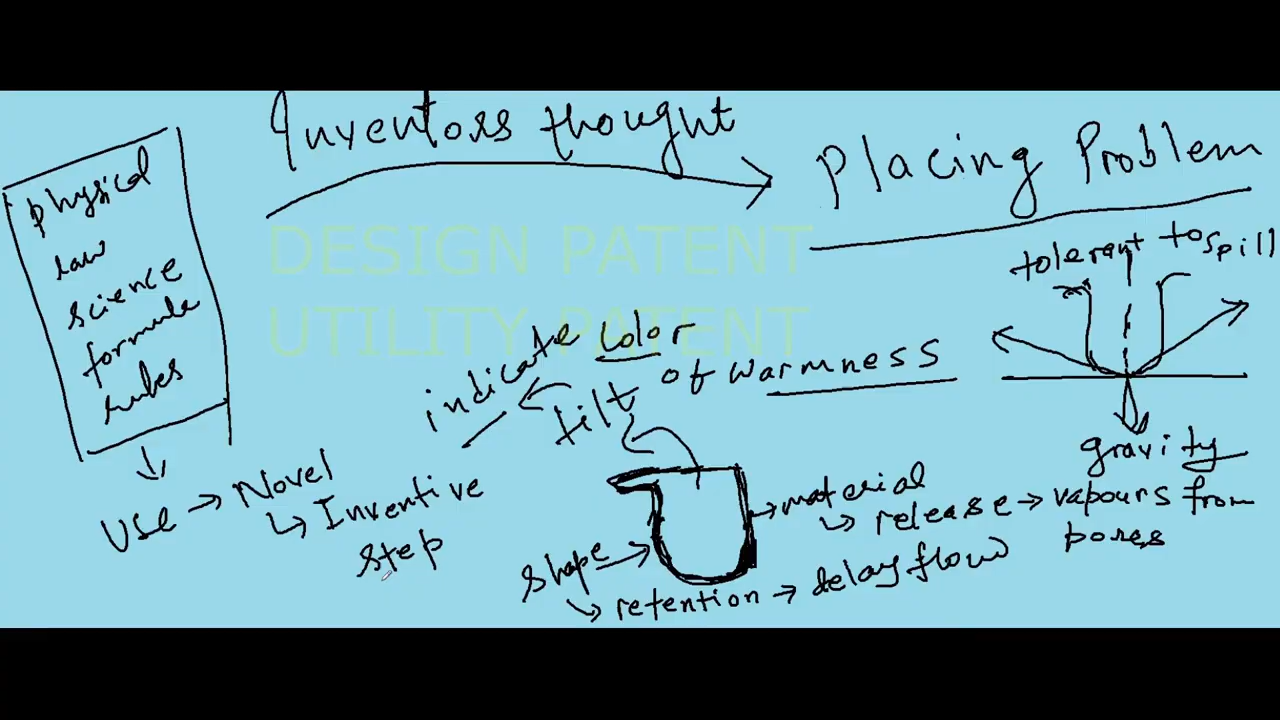 Inventors thought
Placing Problem
physical
law
science
formula
rules
DESIGN PATENT
UTILITY PATENT
tolerant to spill
indicate color
of warmness
tilt
gravity
Use → Novel
↳ Inventive
step
→ material
↳ release → vapours from
pores
shape →
↳ retention → delay flow